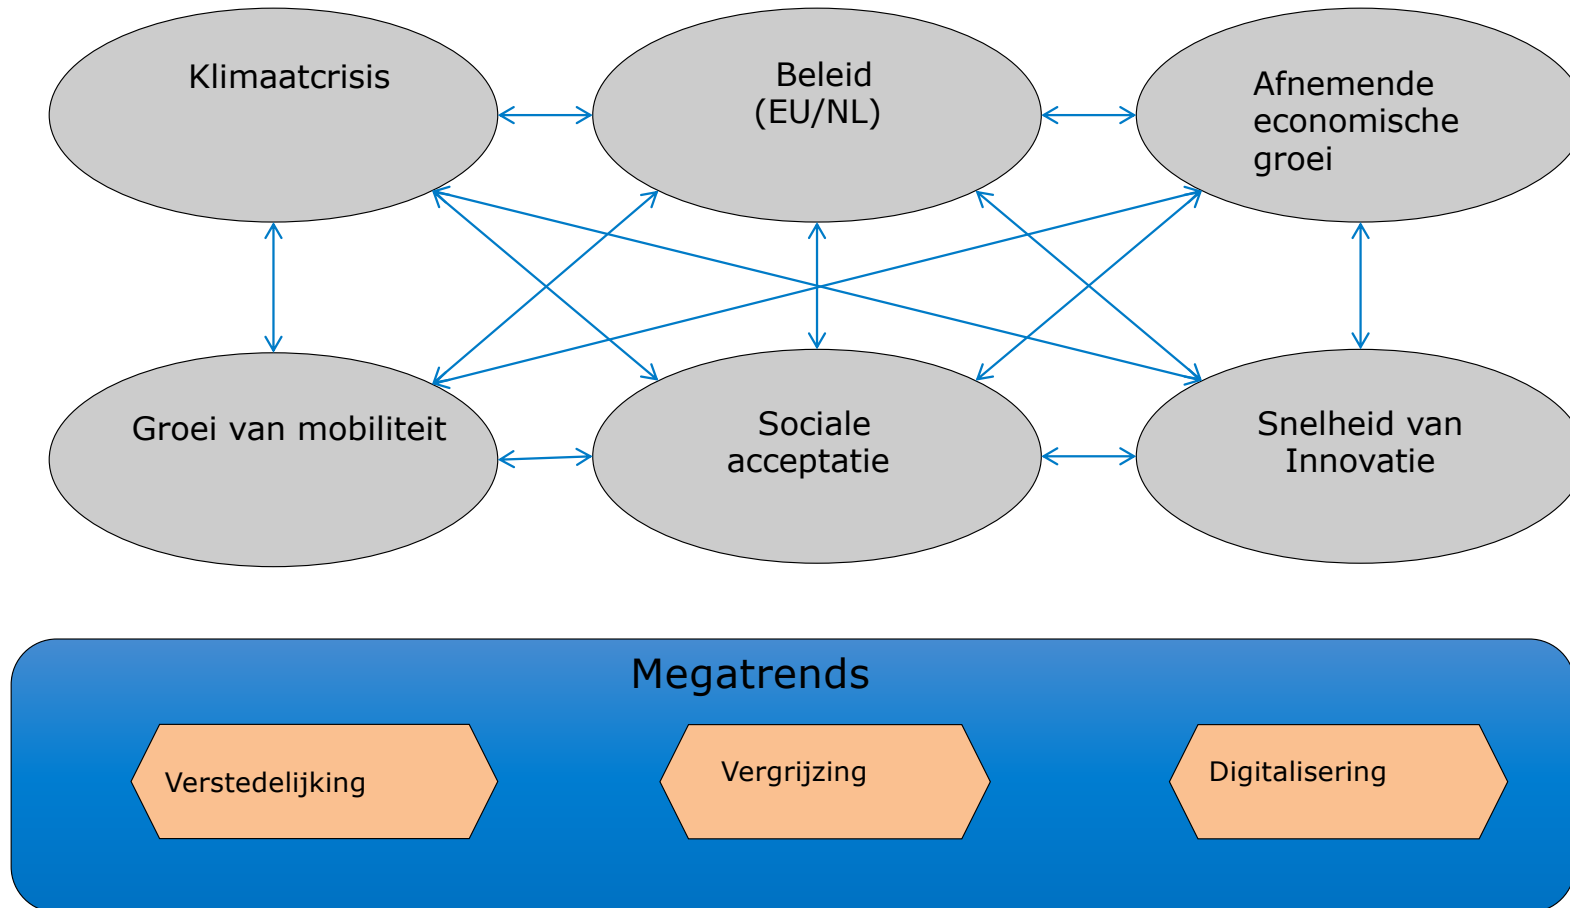 Klimaatcrisis
Beleid
(EU/NL)
Afnemende
economische
groei
Groei van mobiliteit
Sociale
acceptatie
Snelheid van
Innovatie
Megatrends
Verstedelijking
Vergrijzing
Digitalisering